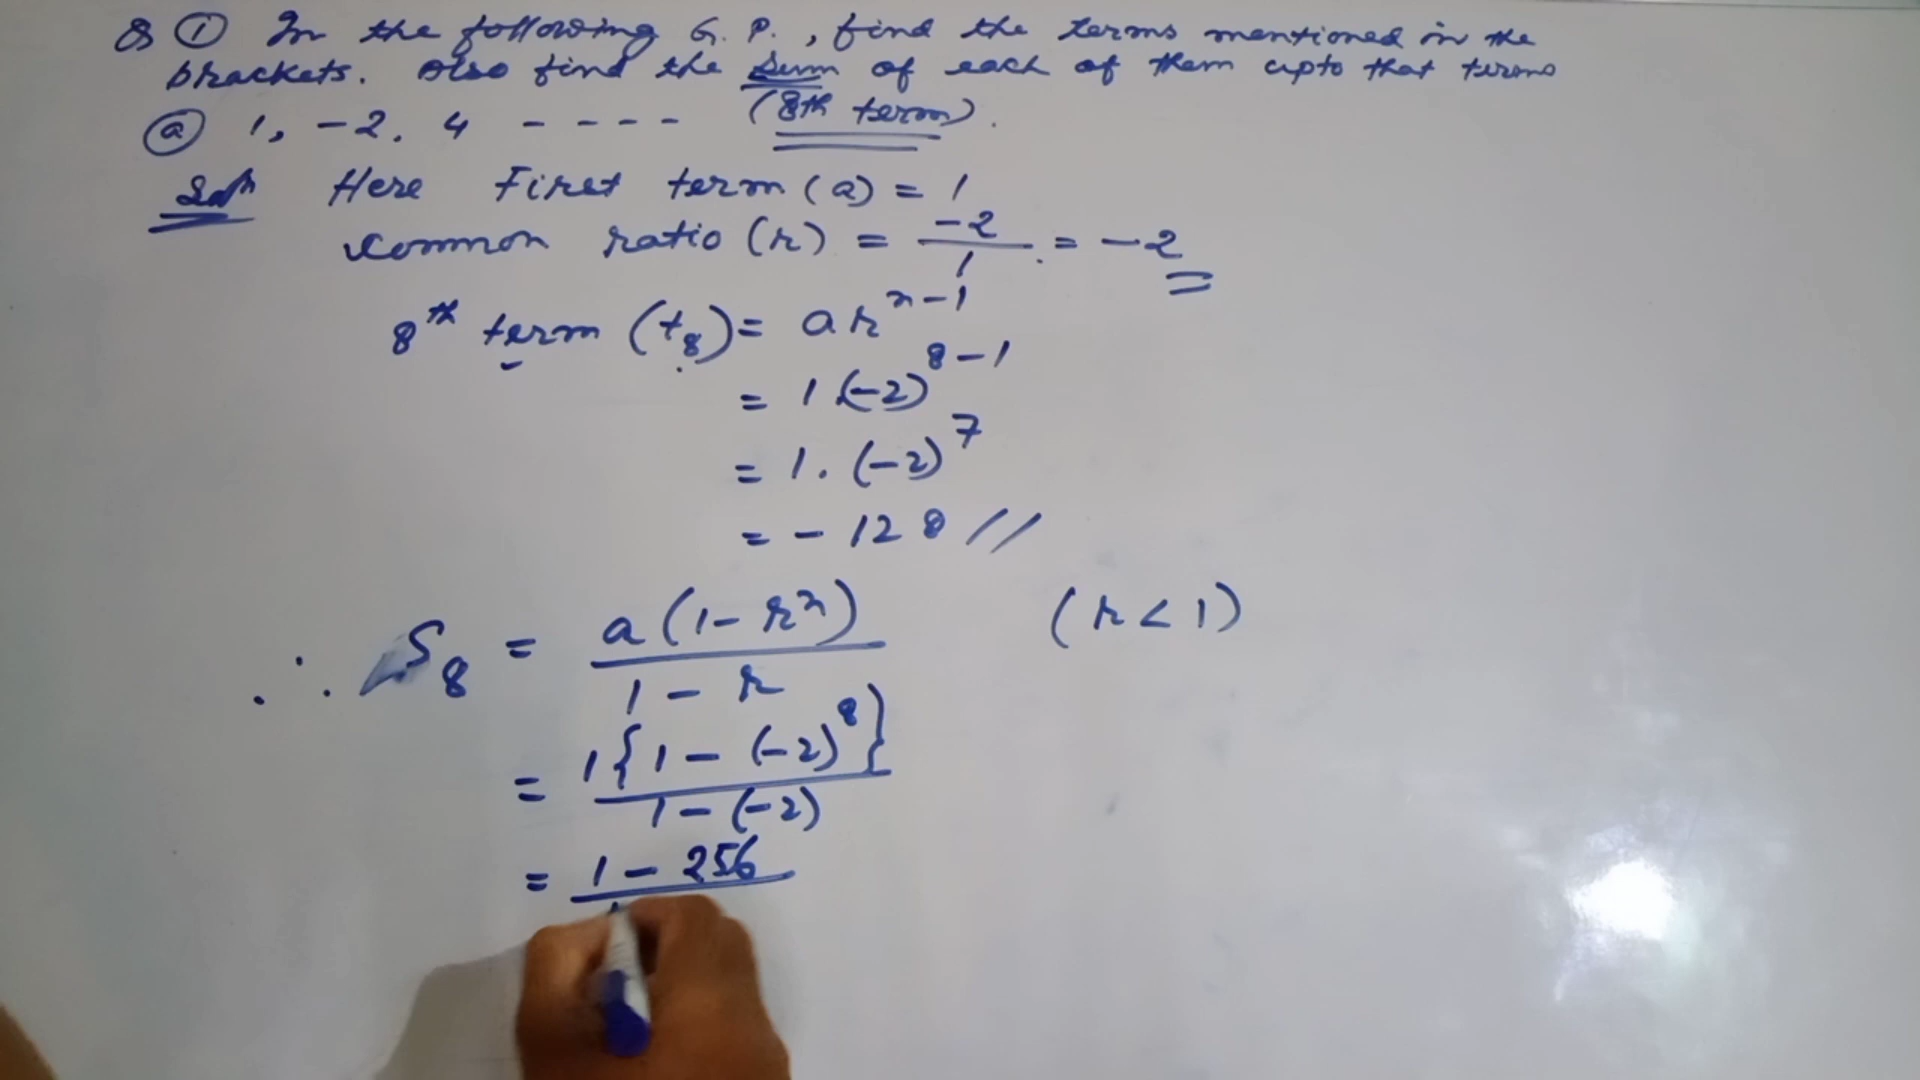 Q ① In the following G. P., find the terms mentioned in the
brackets. Also find the Sum of each of them upto that terms
ⓐ 1, -2, 4 - - - - (8th term).
Soln Here First term (a) = 1
Common ratio (r) = -2/1 = -2
8th term (t₈) = ar^(n-1)
= 1.(-2)^(8-1)
= 1.(-2)^7
= -128 //
∴ S₈ = a(1-rⁿ)/(1-r) (r<1)
= 1{1-(-2)^8}/(1-(-2))
= 1-256/